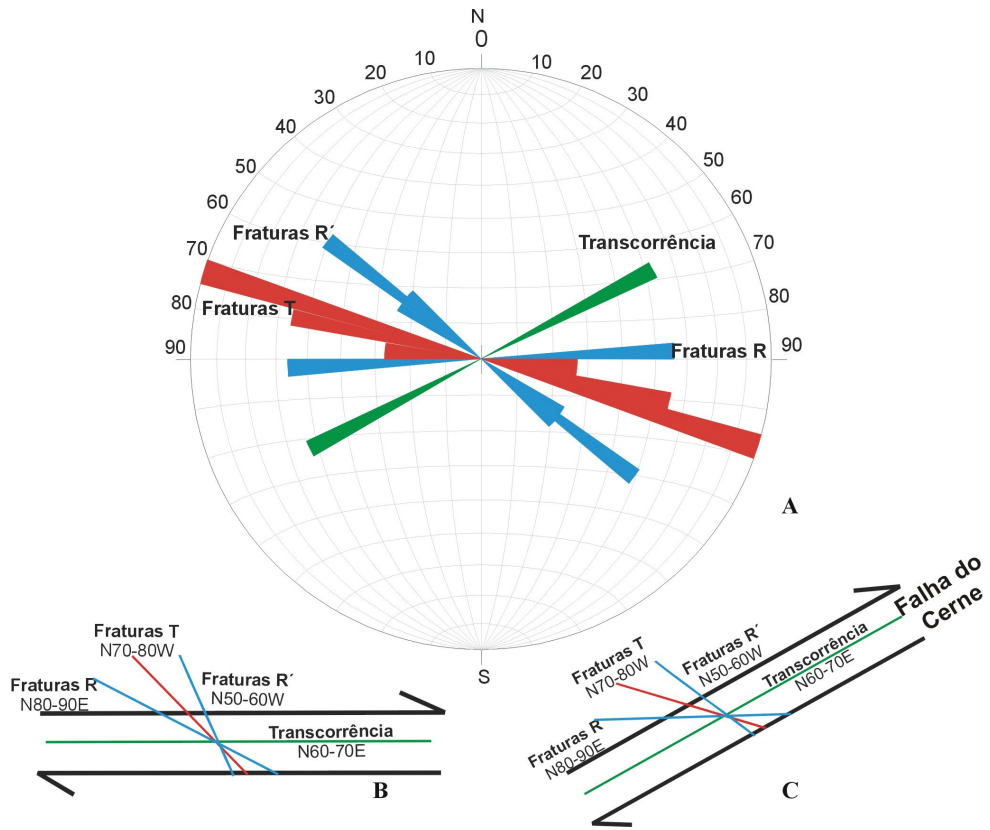 N
0
10
10
20
20
30
30
40
40
50
50
60
60
Fraturas R´
Transcorrência
70
70
80
Fraturas T
80
90
Fraturas R
90
A
S
Falha do
Cerne
Fraturas T
N70-80W
Fraturas R
N80-90E
Fraturas R´
N50-60W
Transcorrência
N60-70E
B
Fraturas T
N70-80W
Fraturas R´
N50-60W
Transcorrência
N60-70E
Fraturas R
N80-90E
C